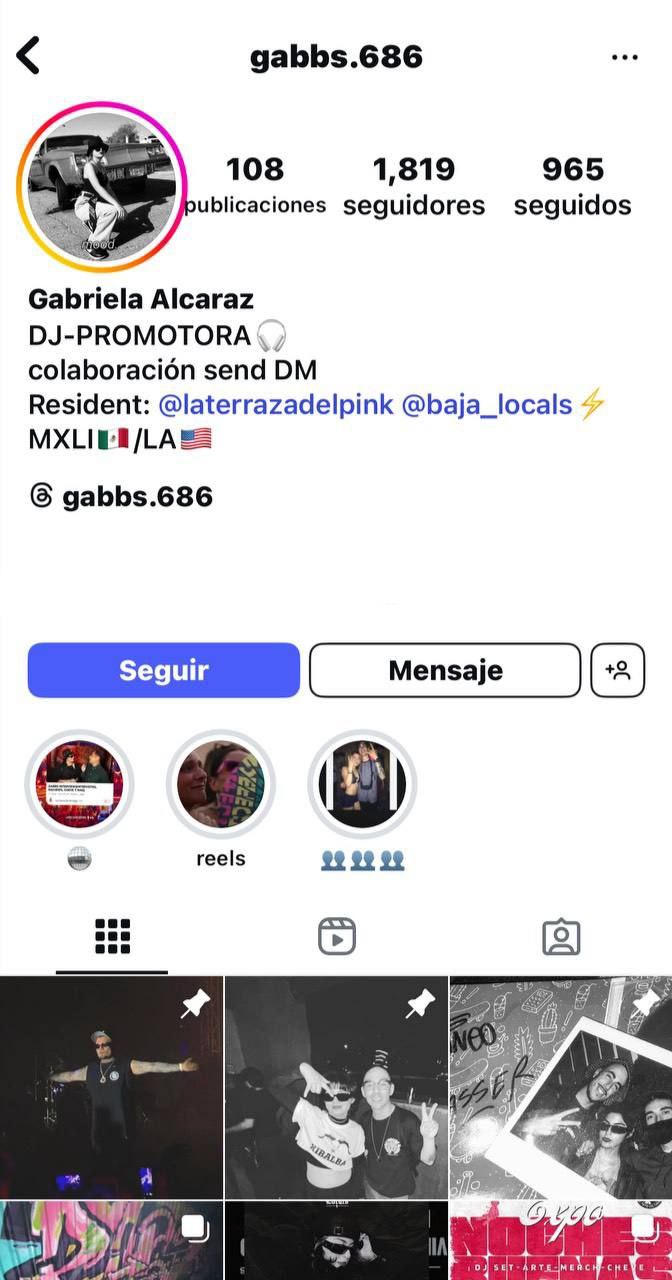 gabbs.686
108
1,819
965
publicaciones
seguidores
seguidos
mood.
Gabriela Alcaraz
DJ-PROMOTORA🎧
colaboración send DM
Resident: @laterrazadelpink @baja_locals⚡
MXLI🇲🇽/LA🇺🇸
gabbs.686
Seguir
Mensaje
🪩
reels
👥👥👥
XIBALBA
NOCHES
DJ SET-ARTE-MERCH-CHEVE